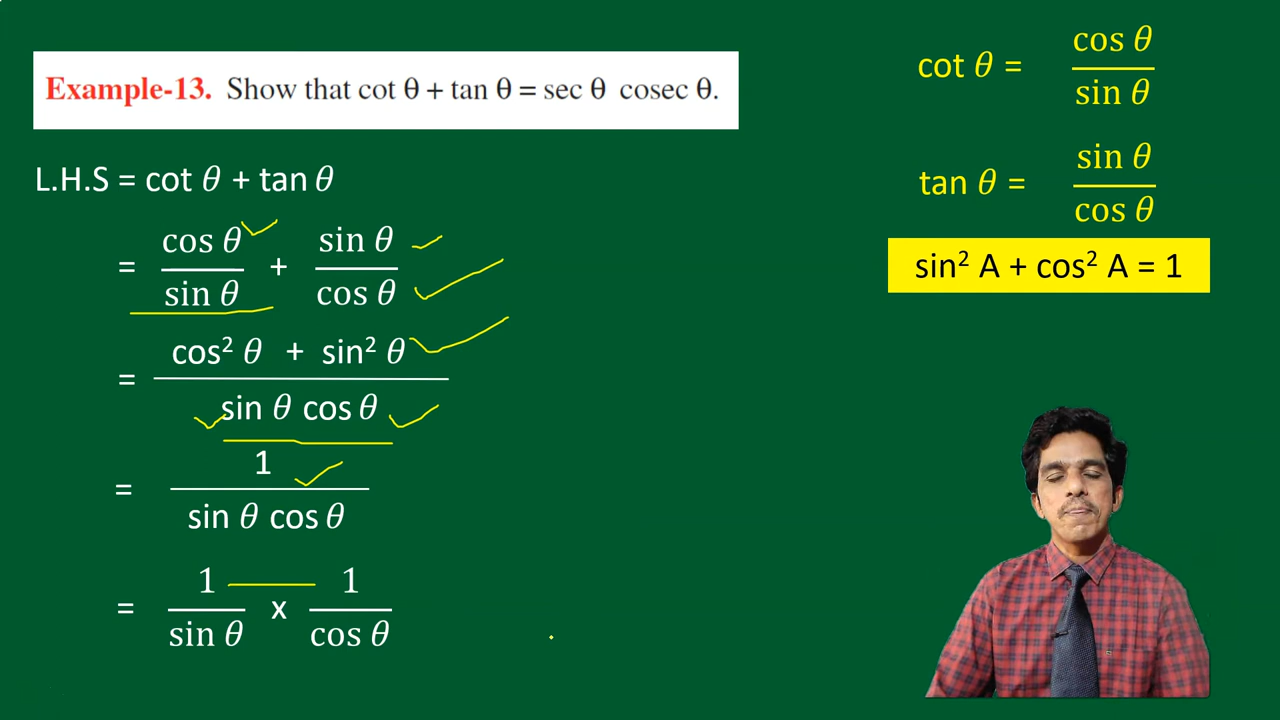 Example-13. Show that cot θ + tan θ = sec θ cosec θ.
L.H.S = cot θ + tan θ
= cos θ / sin θ + sin θ / cos θ
= cos² θ + sin² θ / sin θ cos θ
= 1 / sin θ cos θ
= 1 / sin θ x 1 / cos θ
cot θ = cos θ / sin θ
tan θ = sin θ / cos θ
sin² A + cos² A = 1